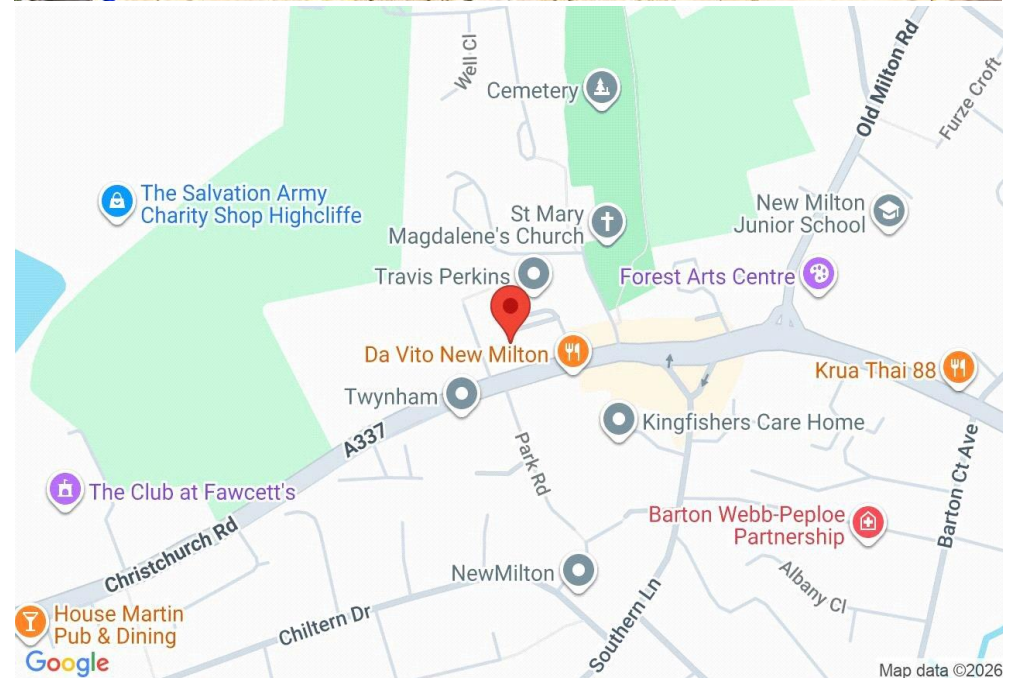 Well Cl
Cemetery
Old Milton Rd
Furze Croft
The Salvation Army
Charity Shop Highcliffe
St Mary
Magdalene's Church
New Milton
Junior School
Travis Perkins
Forest Arts Centre
Da Vito New Milton
Krua Thai 88
Twynham
Kingfishers Care Home
A337
Park Rd
Barton Ct Ave
The Club at Fawcett's
Christchurch Rd
Barton Webb-Peploe
Partnership
NewMilton
Albany Cl
House Martin
Pub & Dining
Chiltern Dr
Southern Ln
Google
Map data ©2026